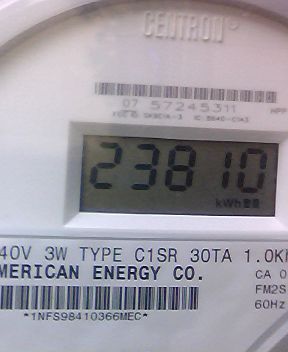 CENTRON®
07 57245311
23810
kWh
40V 3W TYPE C1SR 30TA 1.0K
MERICAN ENERGY CO.
CA 0
FM2S
60Hz
*1NFS98410366MEC*